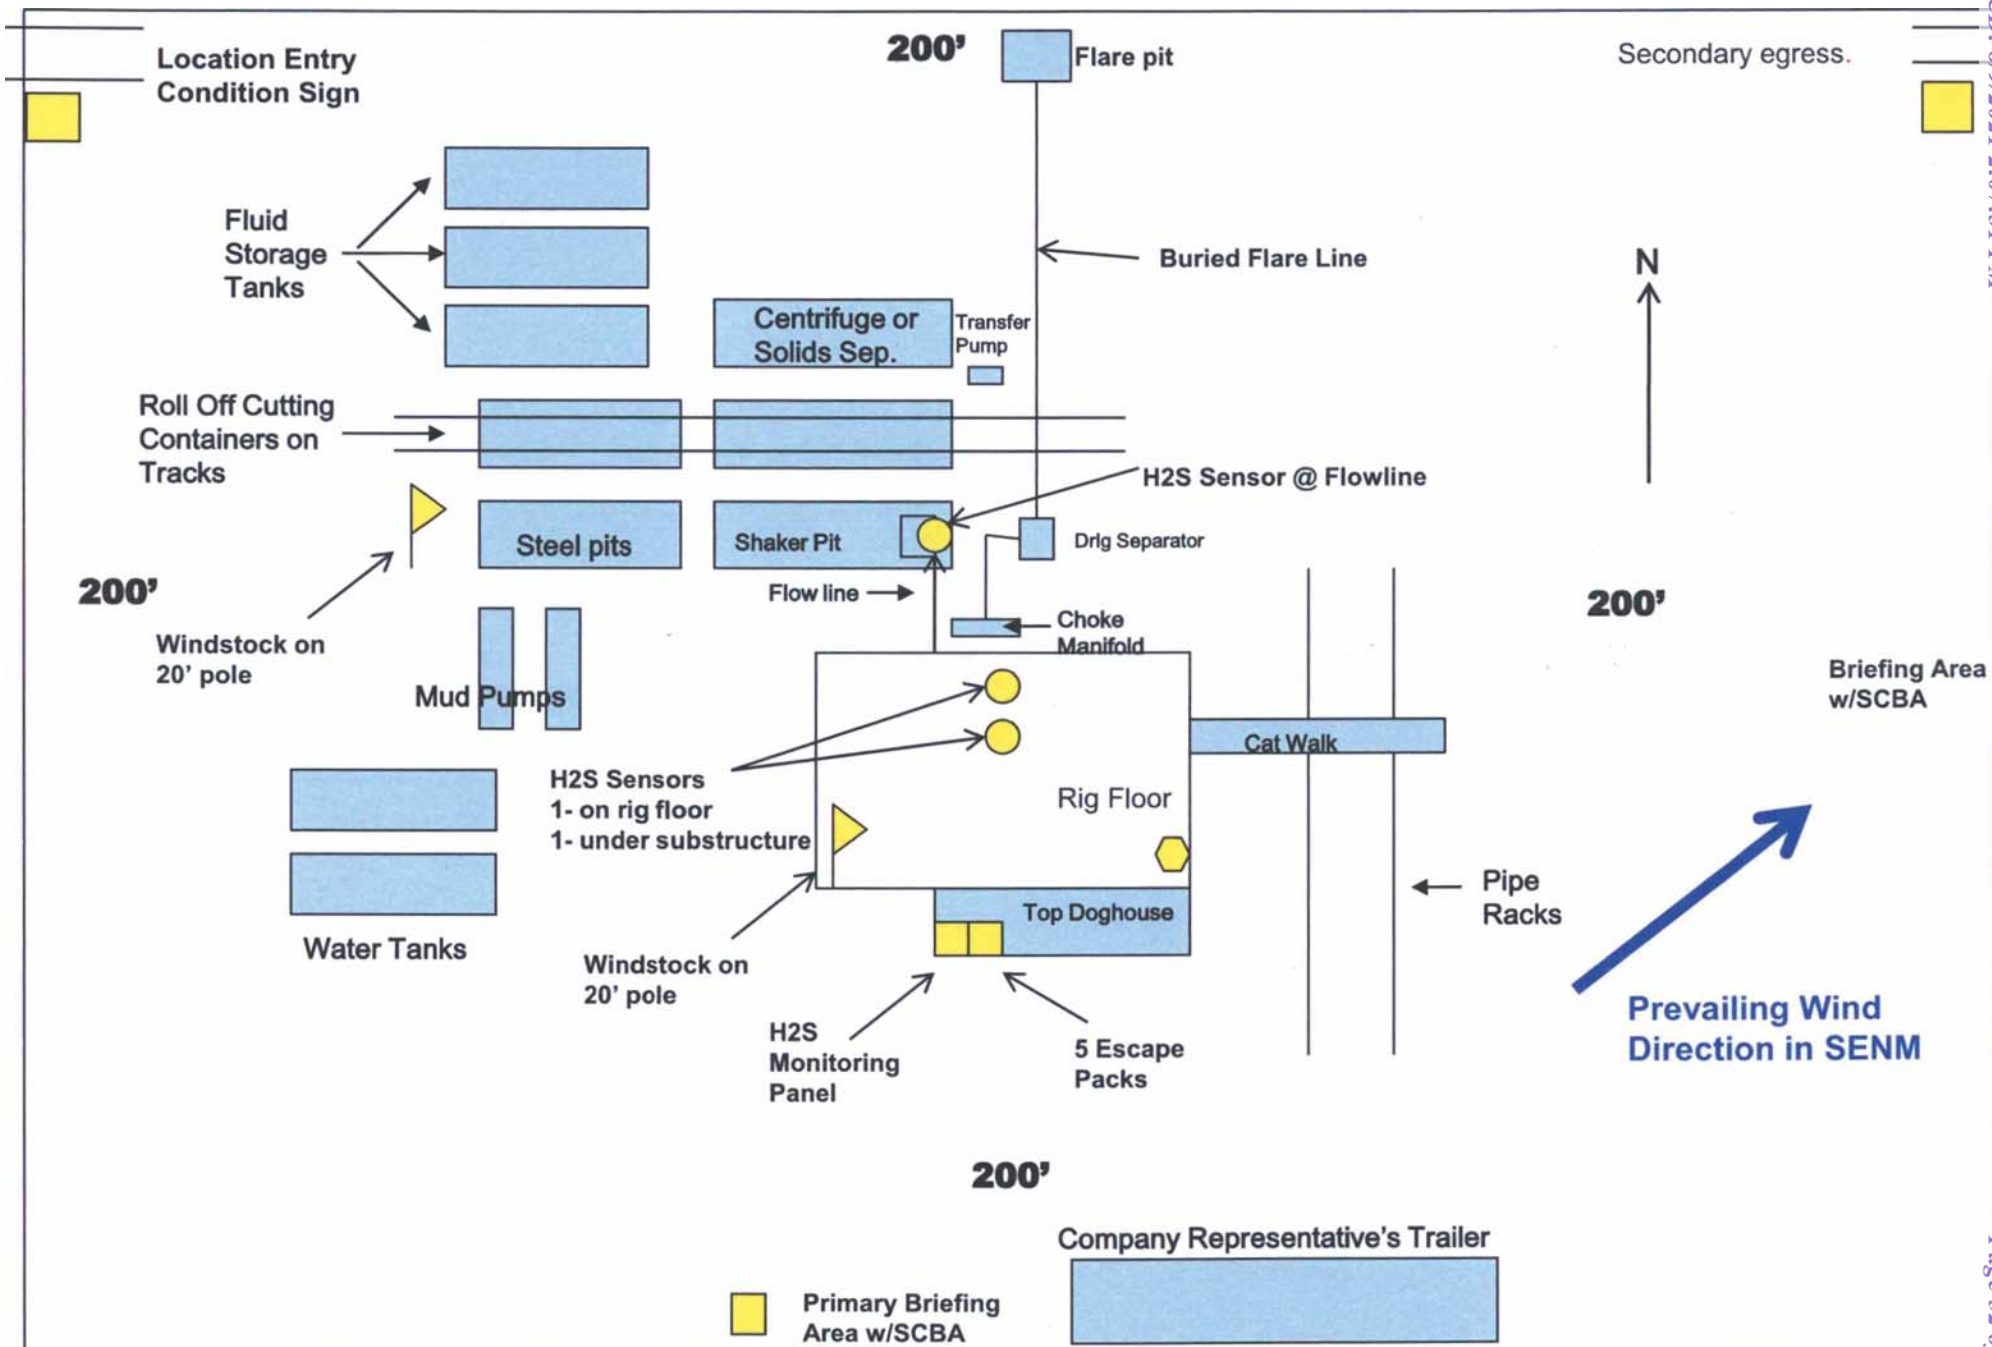 Location Entry
Condition Sign
200’
Flare pit
Secondary egress.
Fluid
Storage
Tanks
Buried Flare Line
N
Centrifuge or
Solids Sep.
Transfer
Pump
Roll Off Cutting
Containers on
Tracks
H2S Sensor @ Flowline
Steel pits
Shaker Pit
Drlg Separator
200’
Flow line
200’
Windstock on
20’ pole
Choke
Manifold
Mud Pumps
Briefing Area
w/SCBA
Cat Walk
H2S Sensors
1- on rig floor
1- under substructure
Rig Floor
Pipe
Racks
Top Doghouse
Water Tanks
Windstock on
20’ pole
Prevailing Wind
Direction in SENM
H2S
Monitoring
Panel
5 Escape
Packs
200’
Company Representative’s Trailer
Primary Briefing
Area w/SCBA